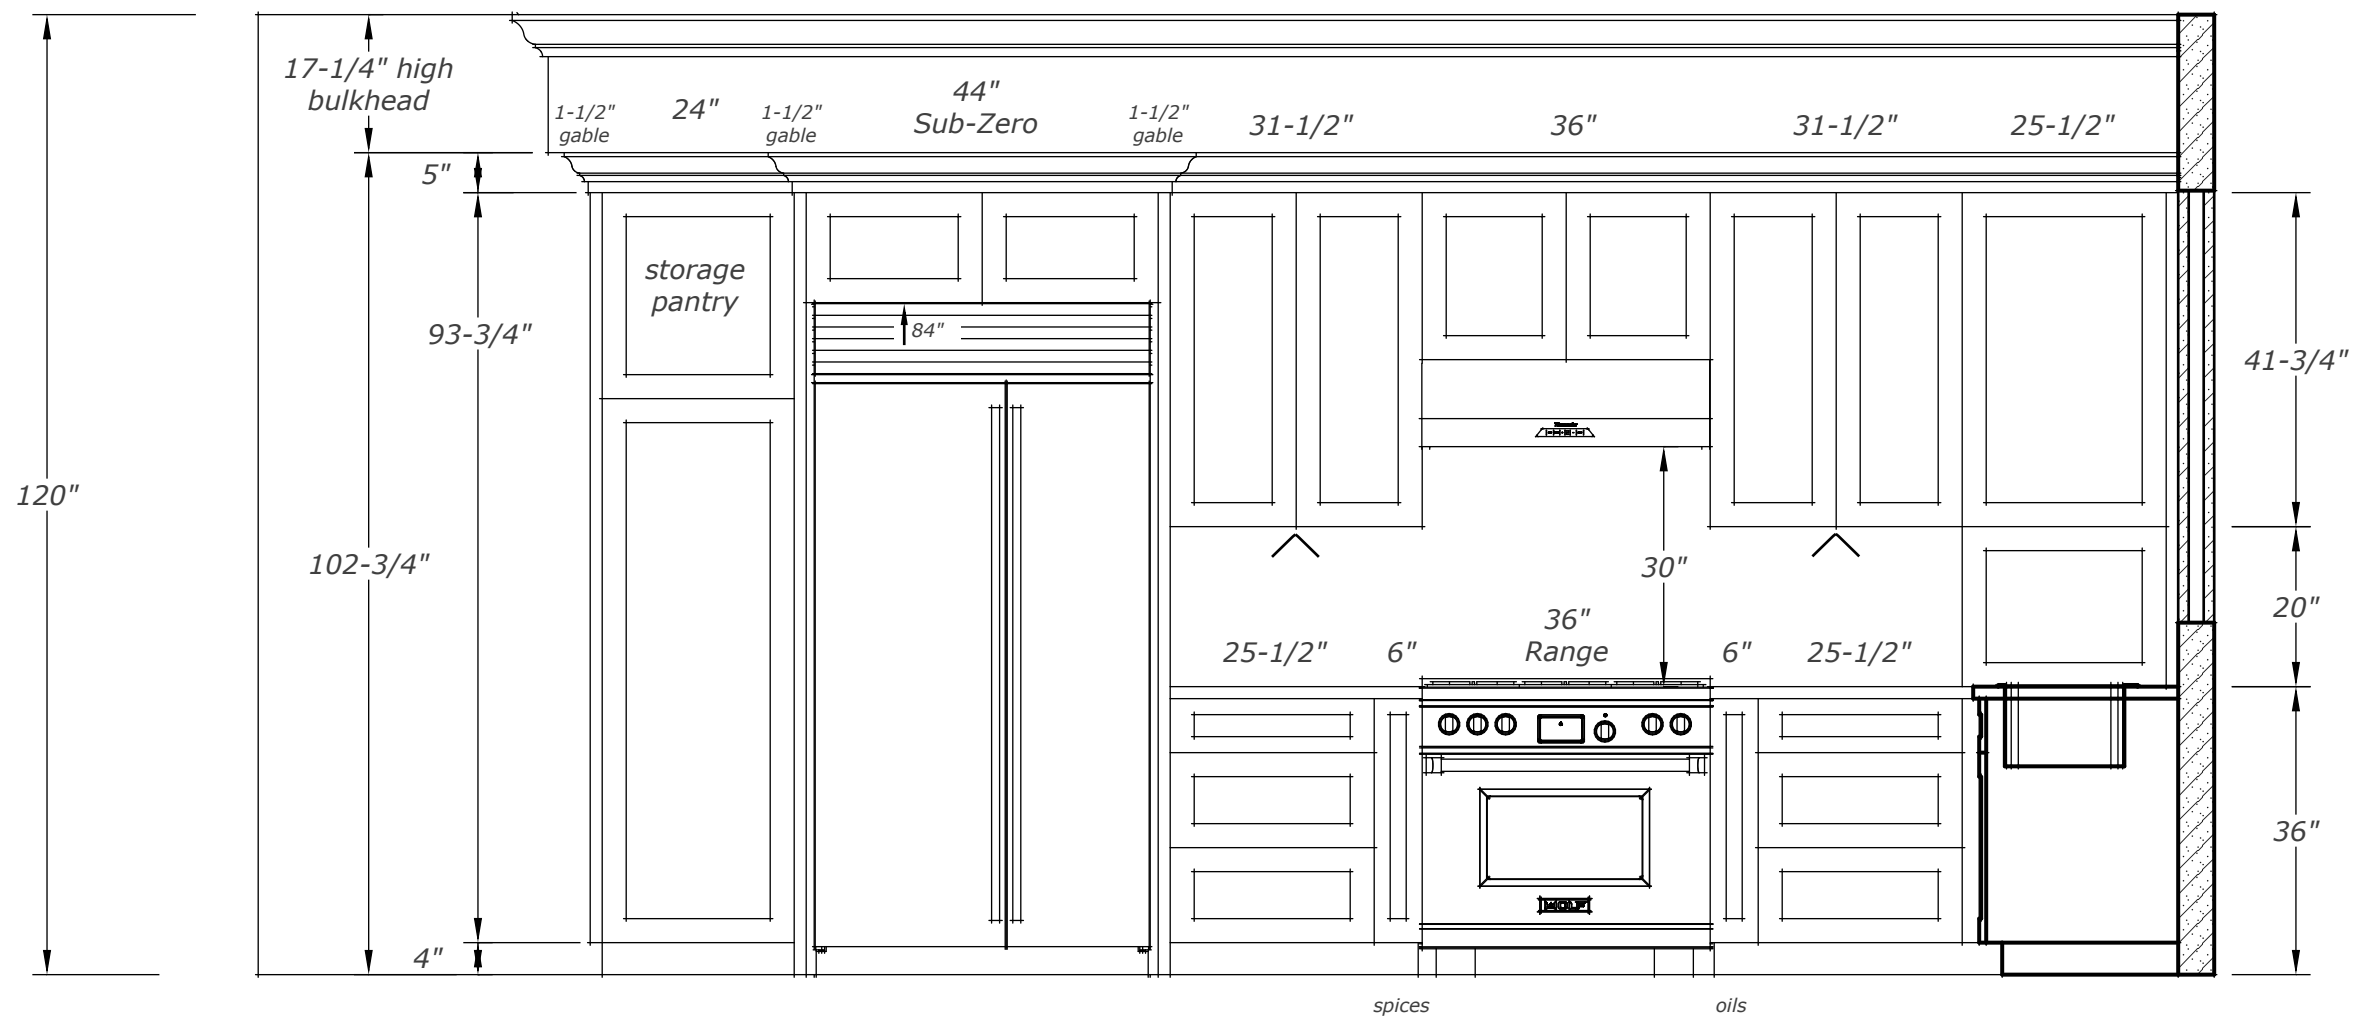 17-1/4" high
bulkhead
1-1/2"
gable
24"
1-1/2"
gable
44"
Sub-Zero
1-1/2"
gable
31-1/2"
36"
31-1/2"
25-1/2"
5"
storage
pantry
84"
93-3/4"
41-3/4"
120"
102-3/4"
30"
20"
36"
Range
25-1/2"
6"
6"
25-1/2"
36"
WOLF
4"
spices
oils